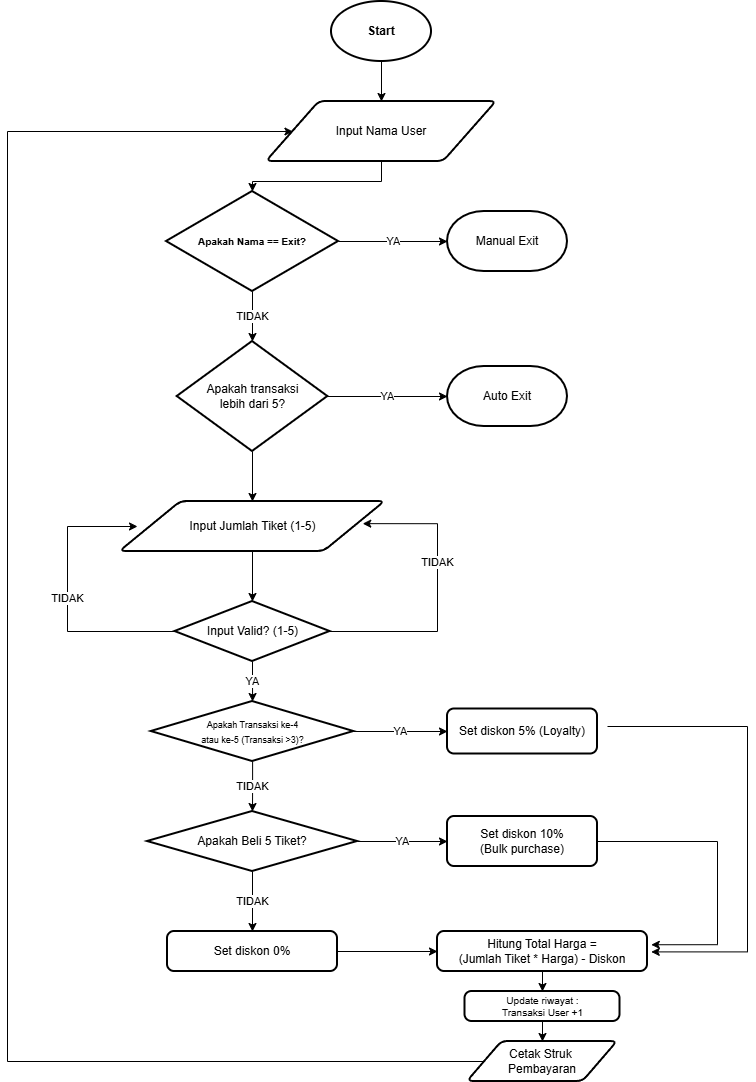 Start
Input Nama User
Apakah Nama == Exit?
YA
Manual Exit
TIDAK
Apakah transaksi
lebih dari 5?
YA
Auto Exit
Input Jumlah Tiket (1-5)
TIDAK
TIDAK
Input Valid? (1-5)
YA
Apakah Transaksi ke-4
atau ke-5 (Transaksi >3)?
YA
Set diskon 5% (Loyalty)
TIDAK
Apakah Beli 5 Tiket?
YA
Set diskon 10%
(Bulk purchase)
TIDAK
Set diskon 0%
Hitung Total Harga =
(Jumlah Tiket * Harga) - Diskon
Update riwayat :
Transaksi User +1
Cetak Struk
Pembayaran